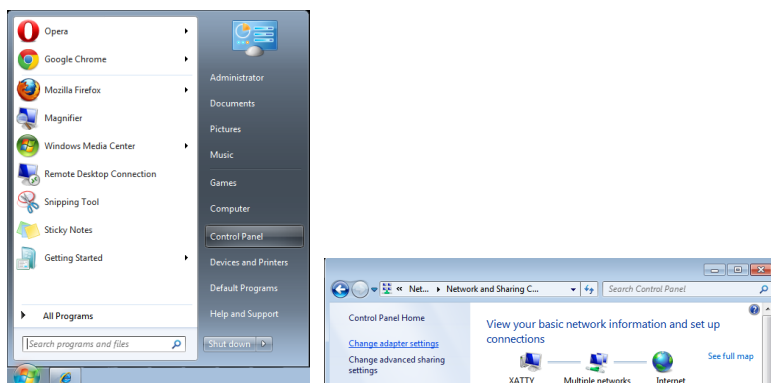 Opera
Google Chrome
Mozilla Firefox
Magnifier
Windows Media Center
Remote Desktop Connection
Snipping Tool
Sticky Notes
Getting Started
All Programs
Search programs and files
Administrator
Documents
Pictures
Music
Games
Computer
Control Panel
Devices and Printers
Default Programs
Help and Support
Shut down
« Net... Network and Sharing C... Search Control Panel
Control Panel Home
Change adapter settings
Change advanced sharing
settings
View your basic network information and set up
connections
See full map
XATTY Multiple networks Internet